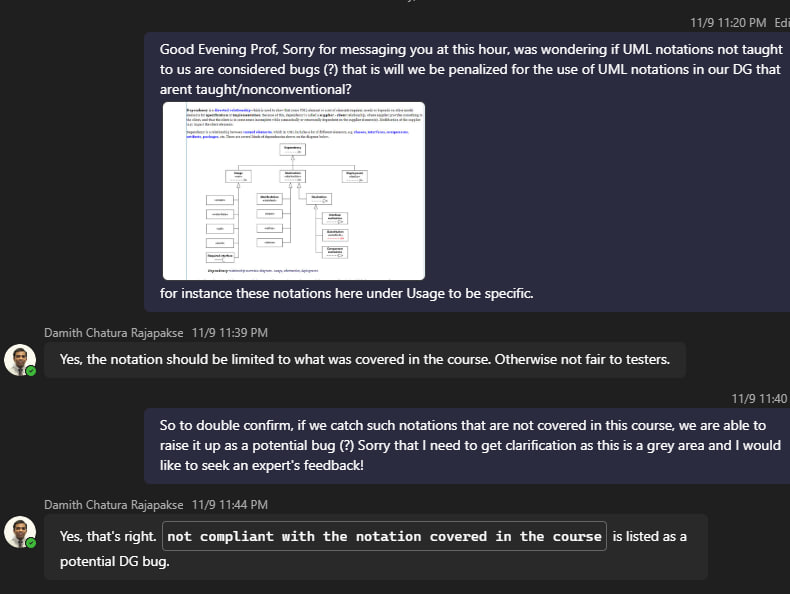 11/9 11:20 PM Edi
Good Evening Prof, Sorry for messaging you at this hour, was wondering if UML notations not taught
to us are considered bugs (?) that is will we be penalized for the use of UML notations in our DG that
arent taught/nonconventional?
Dependency
Usage
Deployment
for instance these notations here under Usage to be specific.
Damith Chatura Rajapakse 11/9 11:39 PM
Yes, the notation should be limited to what was covered in the course. Otherwise not fair to testers.
11/9 11:40
So to double confirm, if we catch such notations that are not covered in this course, we are able to
raise it up as a potential bug (?) Sorry that I need to get clarification as this is a grey area and I would
like to seek an expert's feedback!
Damith Chatura Rajapakse 11/9 11:44 PM
Yes, that's right. not compliant with the notation covered in the course is listed as a
potential DG bug.